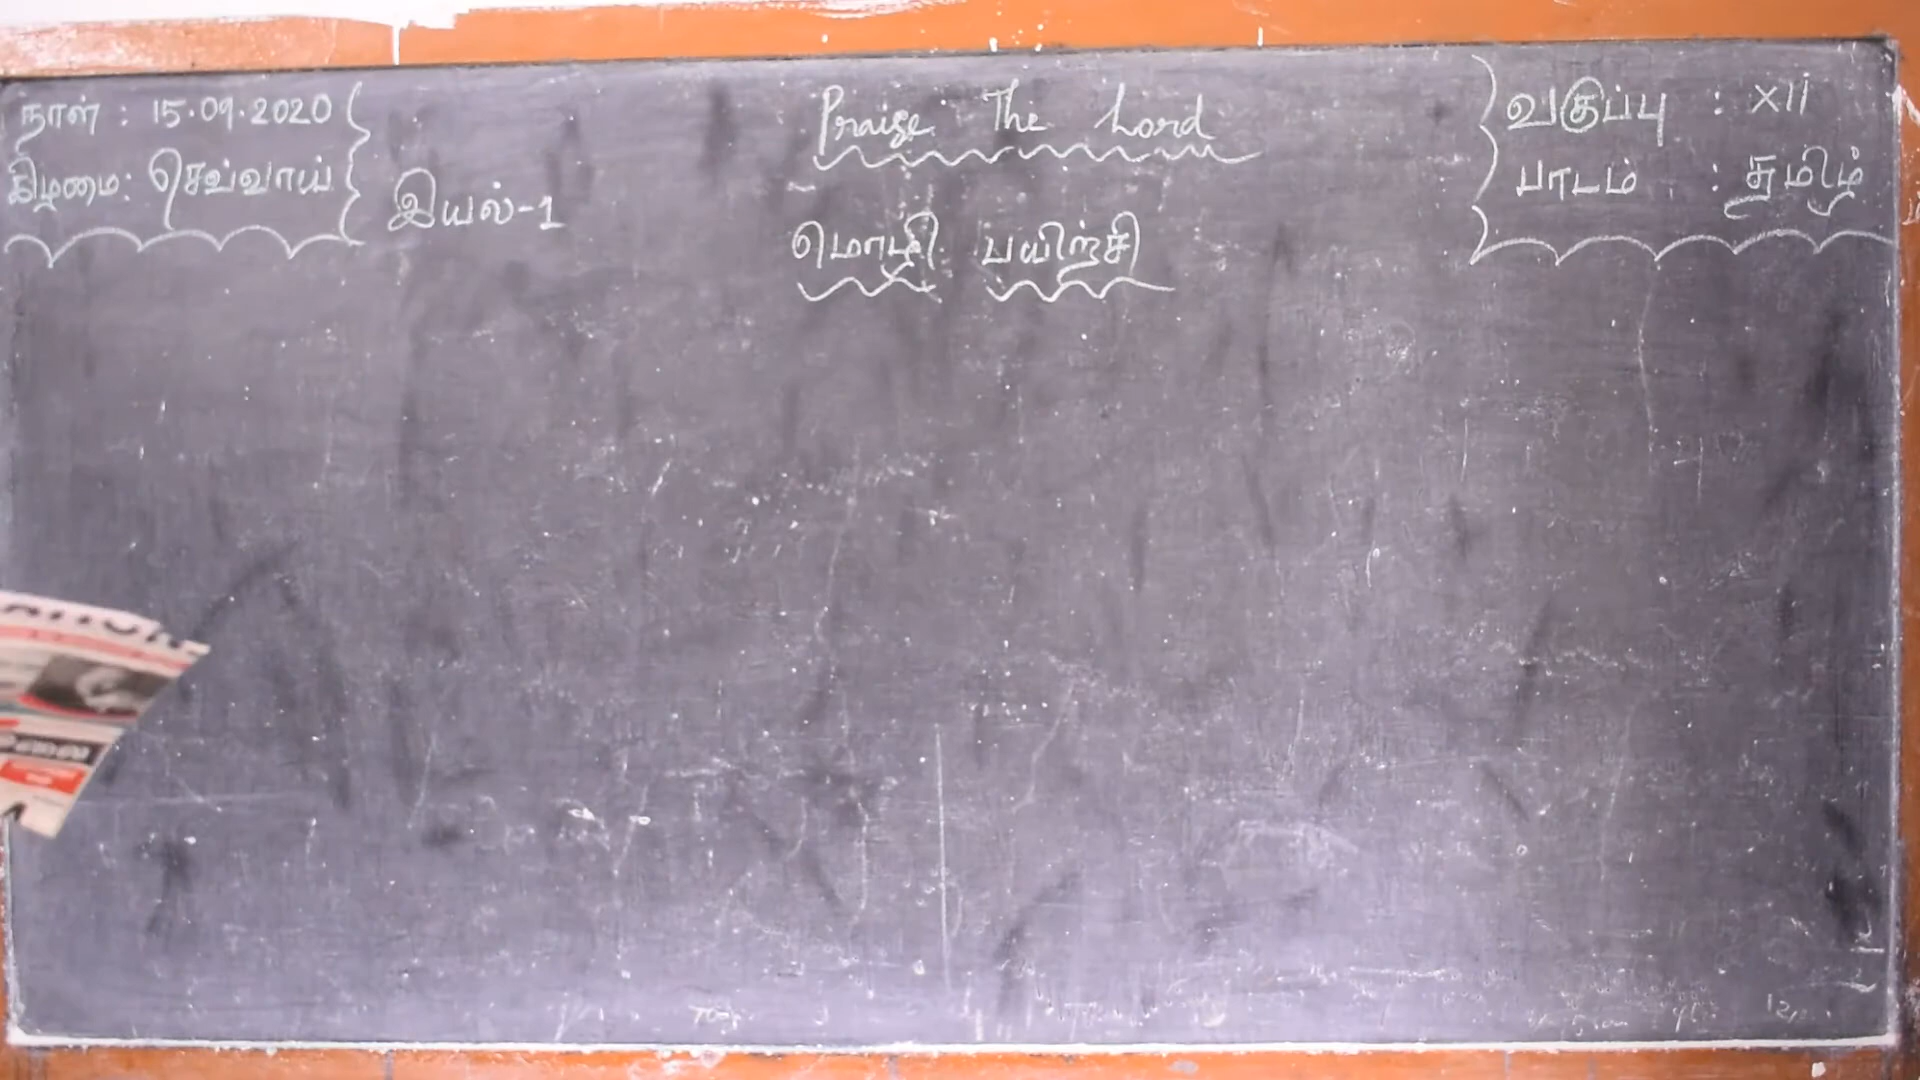 நாள் : 15.09.2020
கிழமை: செவ்வாய்
இயல்-1
Praise The Lord
மொழி பயிற்சி
வகுப்பு : XII
பாடம் : தமிழ்